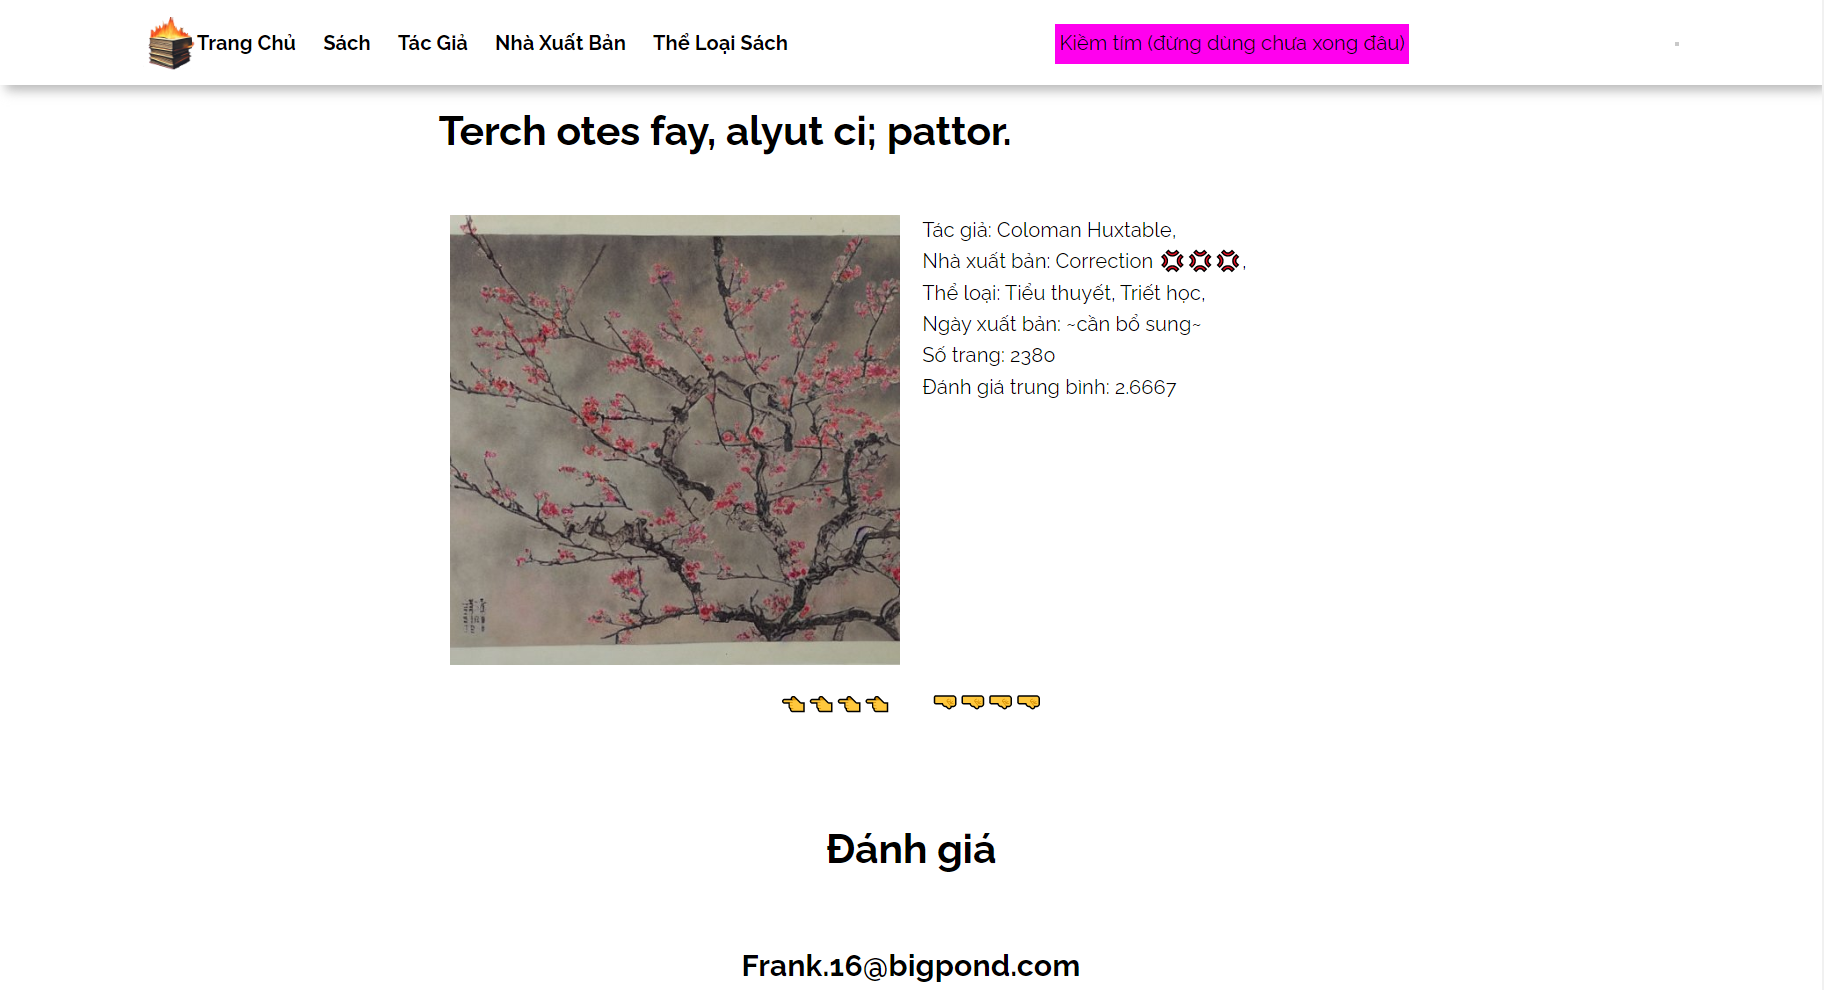 Trang Chủ Sách Tác Giả Nhà Xuất Bản Thể Loại Sách Kiềm tím (đừng dùng chưa xong đâu)
Terch otes fay, alyut ci; pattor.
Tác giả: Coloman Huxtable,
Nhà xuất bản: Correction 💢💢💢,
Thể loại: Tiểu thuyết, Triết học,
Ngày xuất bản: ~cần bổ sung~
Số trang: 2380
Đánh giá trung bình: 2.6667
👈👈👈👈 👎👎👎👎
Đánh giá
Frank.16@bigpond.com